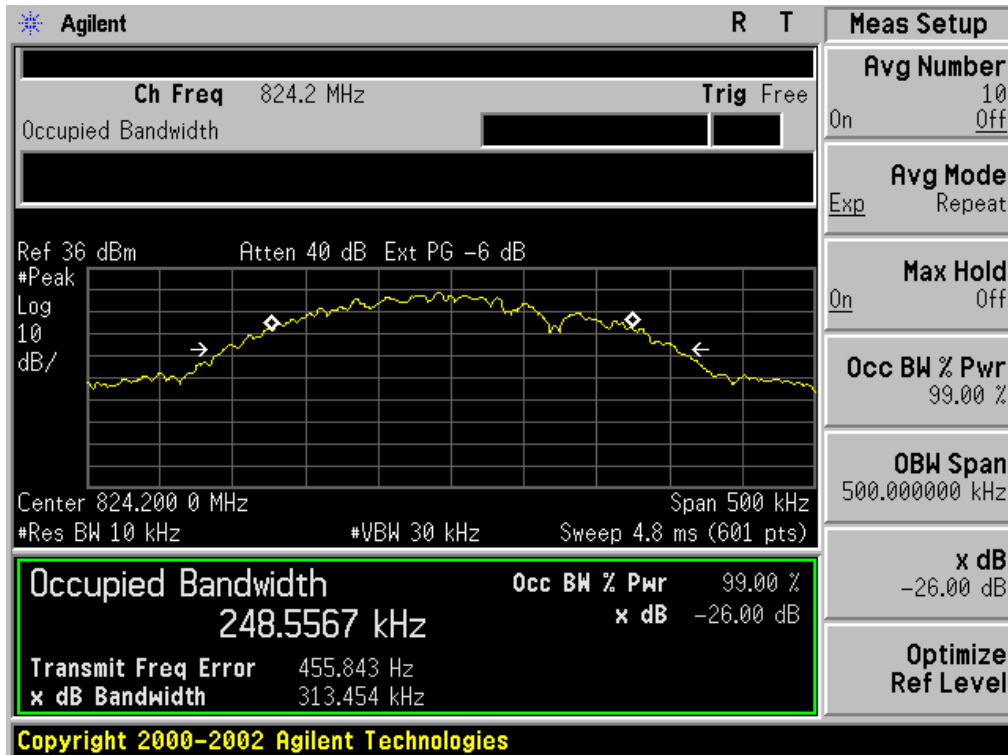 Agilent R T
Ch Freq 824.2 MHz Trig Free
Occupied Bandwidth
Ref 36 dBm Atten 40 dB Ext PG -6 dB
#Peak
Log
10
dB/
Center 824.200 0 MHz Span 500 kHz
#Res BW 10 kHz #VBW 30 kHz Sweep 4.8 ms (601 pts)
Occupied Bandwidth Occ BW % Pwr 99.00 %
248.5567 kHz x dB -26.00 dB
Transmit Freq Error 455.843 Hz
x dB Bandwidth 313.454 kHz
Copyright 2000-2002 Agilent Technologies
Meas Setup
Avg Number
10
On Off
Avg Mode
Exp Repeat
Max Hold
On Off
Occ BW % Pwr
99.00 %
OBW Span
500.000000 kHz
x dB
-26.00 dB
Optimize
Ref Level